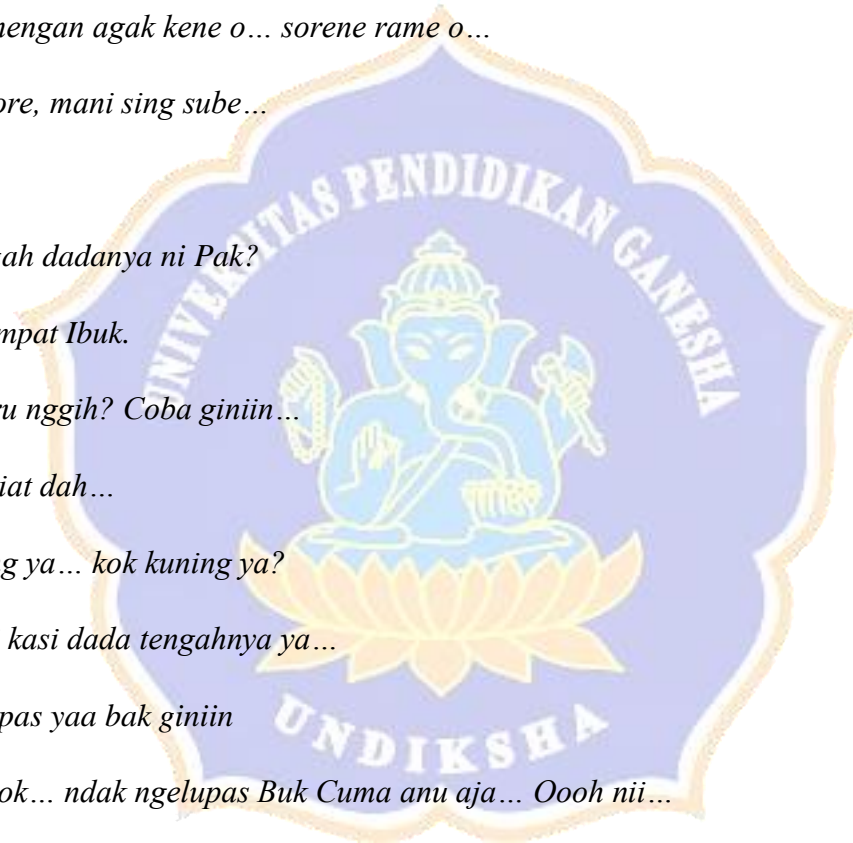 nengan agak kene o… sorene rame o…
ore, mani sing sube…
UNIVERSITAS PENDIDIKAN GANESHA
ah dadanya ni Pak?
mpat Ibuk.
ru nggih? Coba giniin…
iat dah…
g ya… kok kuning ya?
kasi dada tengahnya ya…
pas yaa bak giniin
ok… ndak ngelupas Buk Cuma anu aja… Oooh nii…
UNDIKSHA